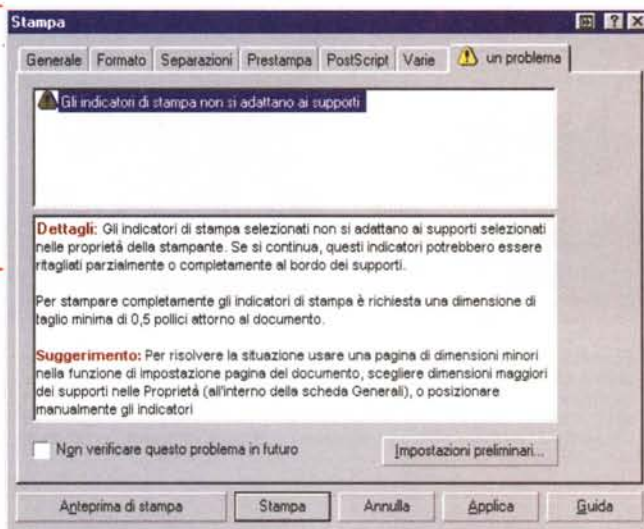 Stampa
Generale Formato Separazioni Prestampa PostScript Varie un problema
Gli indicatori di stampa non si adattano ai supporti
Dettagli: Gli indicatori di stampa selezionati non si adattano ai supporti selezionati
nelle proprietà della stampante. Se si continua, questi indicatori potrebbero essere
ritagliati parzialmente o completamente al bordo dei supporti.
Per stampare completamente gli indicatori di stampa è richiesta una dimensione di
taglio minima di 0,5 pollici attorno al documento.
Suggerimento: Per risolvere la situazione usare una pagina di dimensioni minori
nella funzione di Impostazione pagina del documento, scegliere dimensioni maggiori
dei supporti nelle Proprietà (all'interno della scheda Generali), o posizionare
manualmente gli indicatori
Non verificare questo problema in futuro
Impostazioni preliminari...
Anteprima di stampa Stampa Annulla Applica Guida